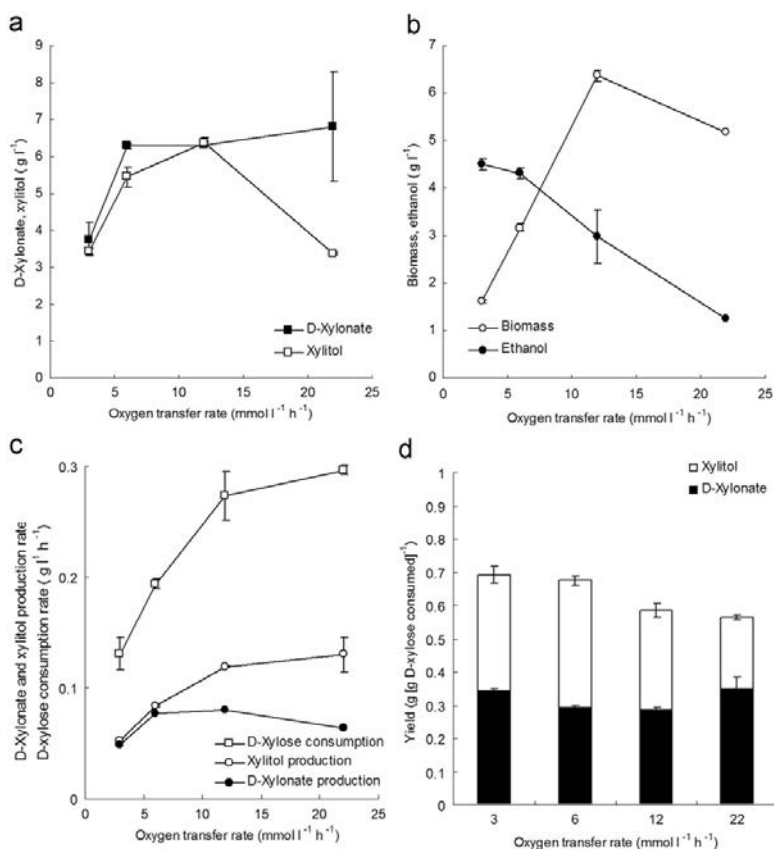 a
D-Xylonate, xylitol ( g l⁻¹)
9
8
7
6
5
4
3
2
1
0
D-Xylonate
Xylitol
0 5 10 15 20 25
Oxygen transfer rate (mmol l⁻¹ h⁻¹)
b
Biomass, ethanol ( g l⁻¹)
7
6
5
4
3
2
1
0
Biomass
Ethanol
0 5 10 15 20 25
Oxygen transfer rate (mmol l⁻¹ h⁻¹)
c
D-Xylonate and xylitol production rate
D-xylose consumption rate ( g l¹ h⁻¹)
0.3
0.2
0.1
0
D-Xylose consumption
Xylitol production
D-Xylonate production
0 5 10 15 20 25
Oxygen transfer rate (mmol l⁻¹ h⁻¹)
d
Xylitol
D-Xylonate
Yield (g [g D-xylose consumed]⁻¹)
1
0.9
0.8
0.7
0.6
0.5
0.4
0.3
0.2
0.1
0
3 6 12 22
Oxygen transfer rate (mmol l⁻¹ h⁻¹)